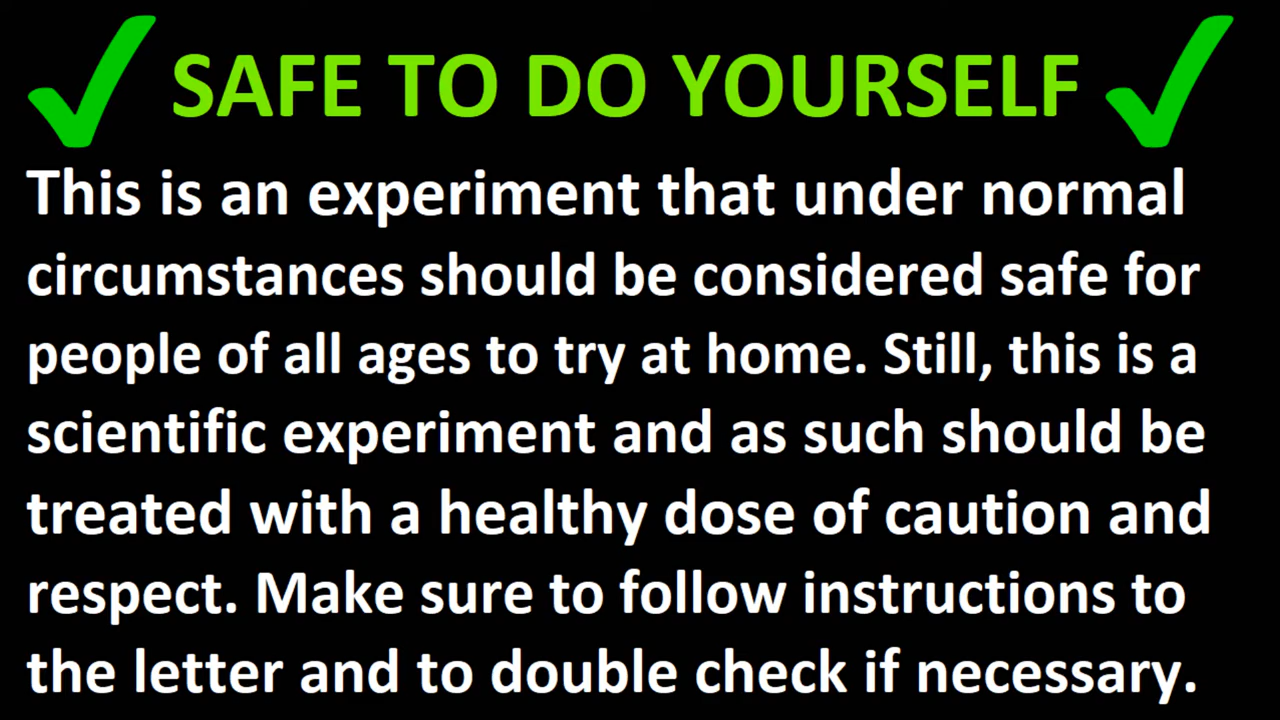 SAFE TO DO YOURSELF
This is an experiment that under normal
circumstances should be considered safe for
people of all ages to try at home. Still, this is a
scientific experiment and as such should be
treated with a healthy dose of caution and
respect. Make sure to follow instructions to
the letter and to double check if necessary.